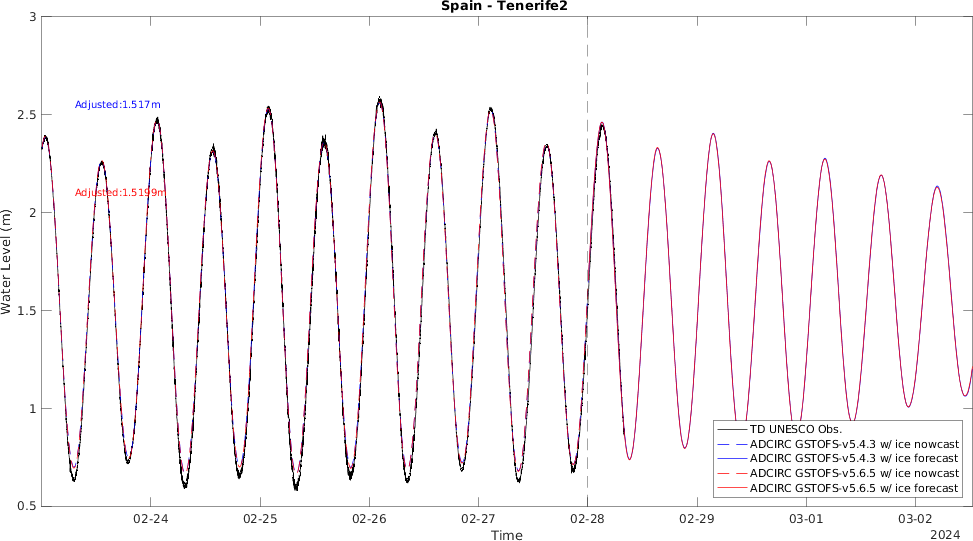 Spain - Tenerife2
3
Adjusted:1.517m
2.5
Adjusted:1.5199m
2
Water Level (m)
1.5
1
0.5
TD UNESCO Obs.
ADCIRC GSTOFS-v5.4.3 w/ ice nowcast
ADCIRC GSTOFS-v5.4.3 w/ ice forecast
ADCIRC GSTOFS-v5.6.5 w/ ice nowcast
ADCIRC GSTOFS-v5.6.5 w/ ice forecast
02-24 02-25 02-26 02-27 02-28 02-29 03-01 03-02
Time
2024